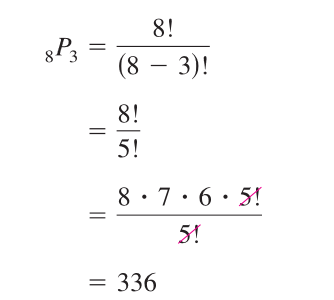 ₈P₃ = 8! / (8 − 3)!
= 8! / 5!
= 8 · 7 · 6 · 5! / 5!
= 336